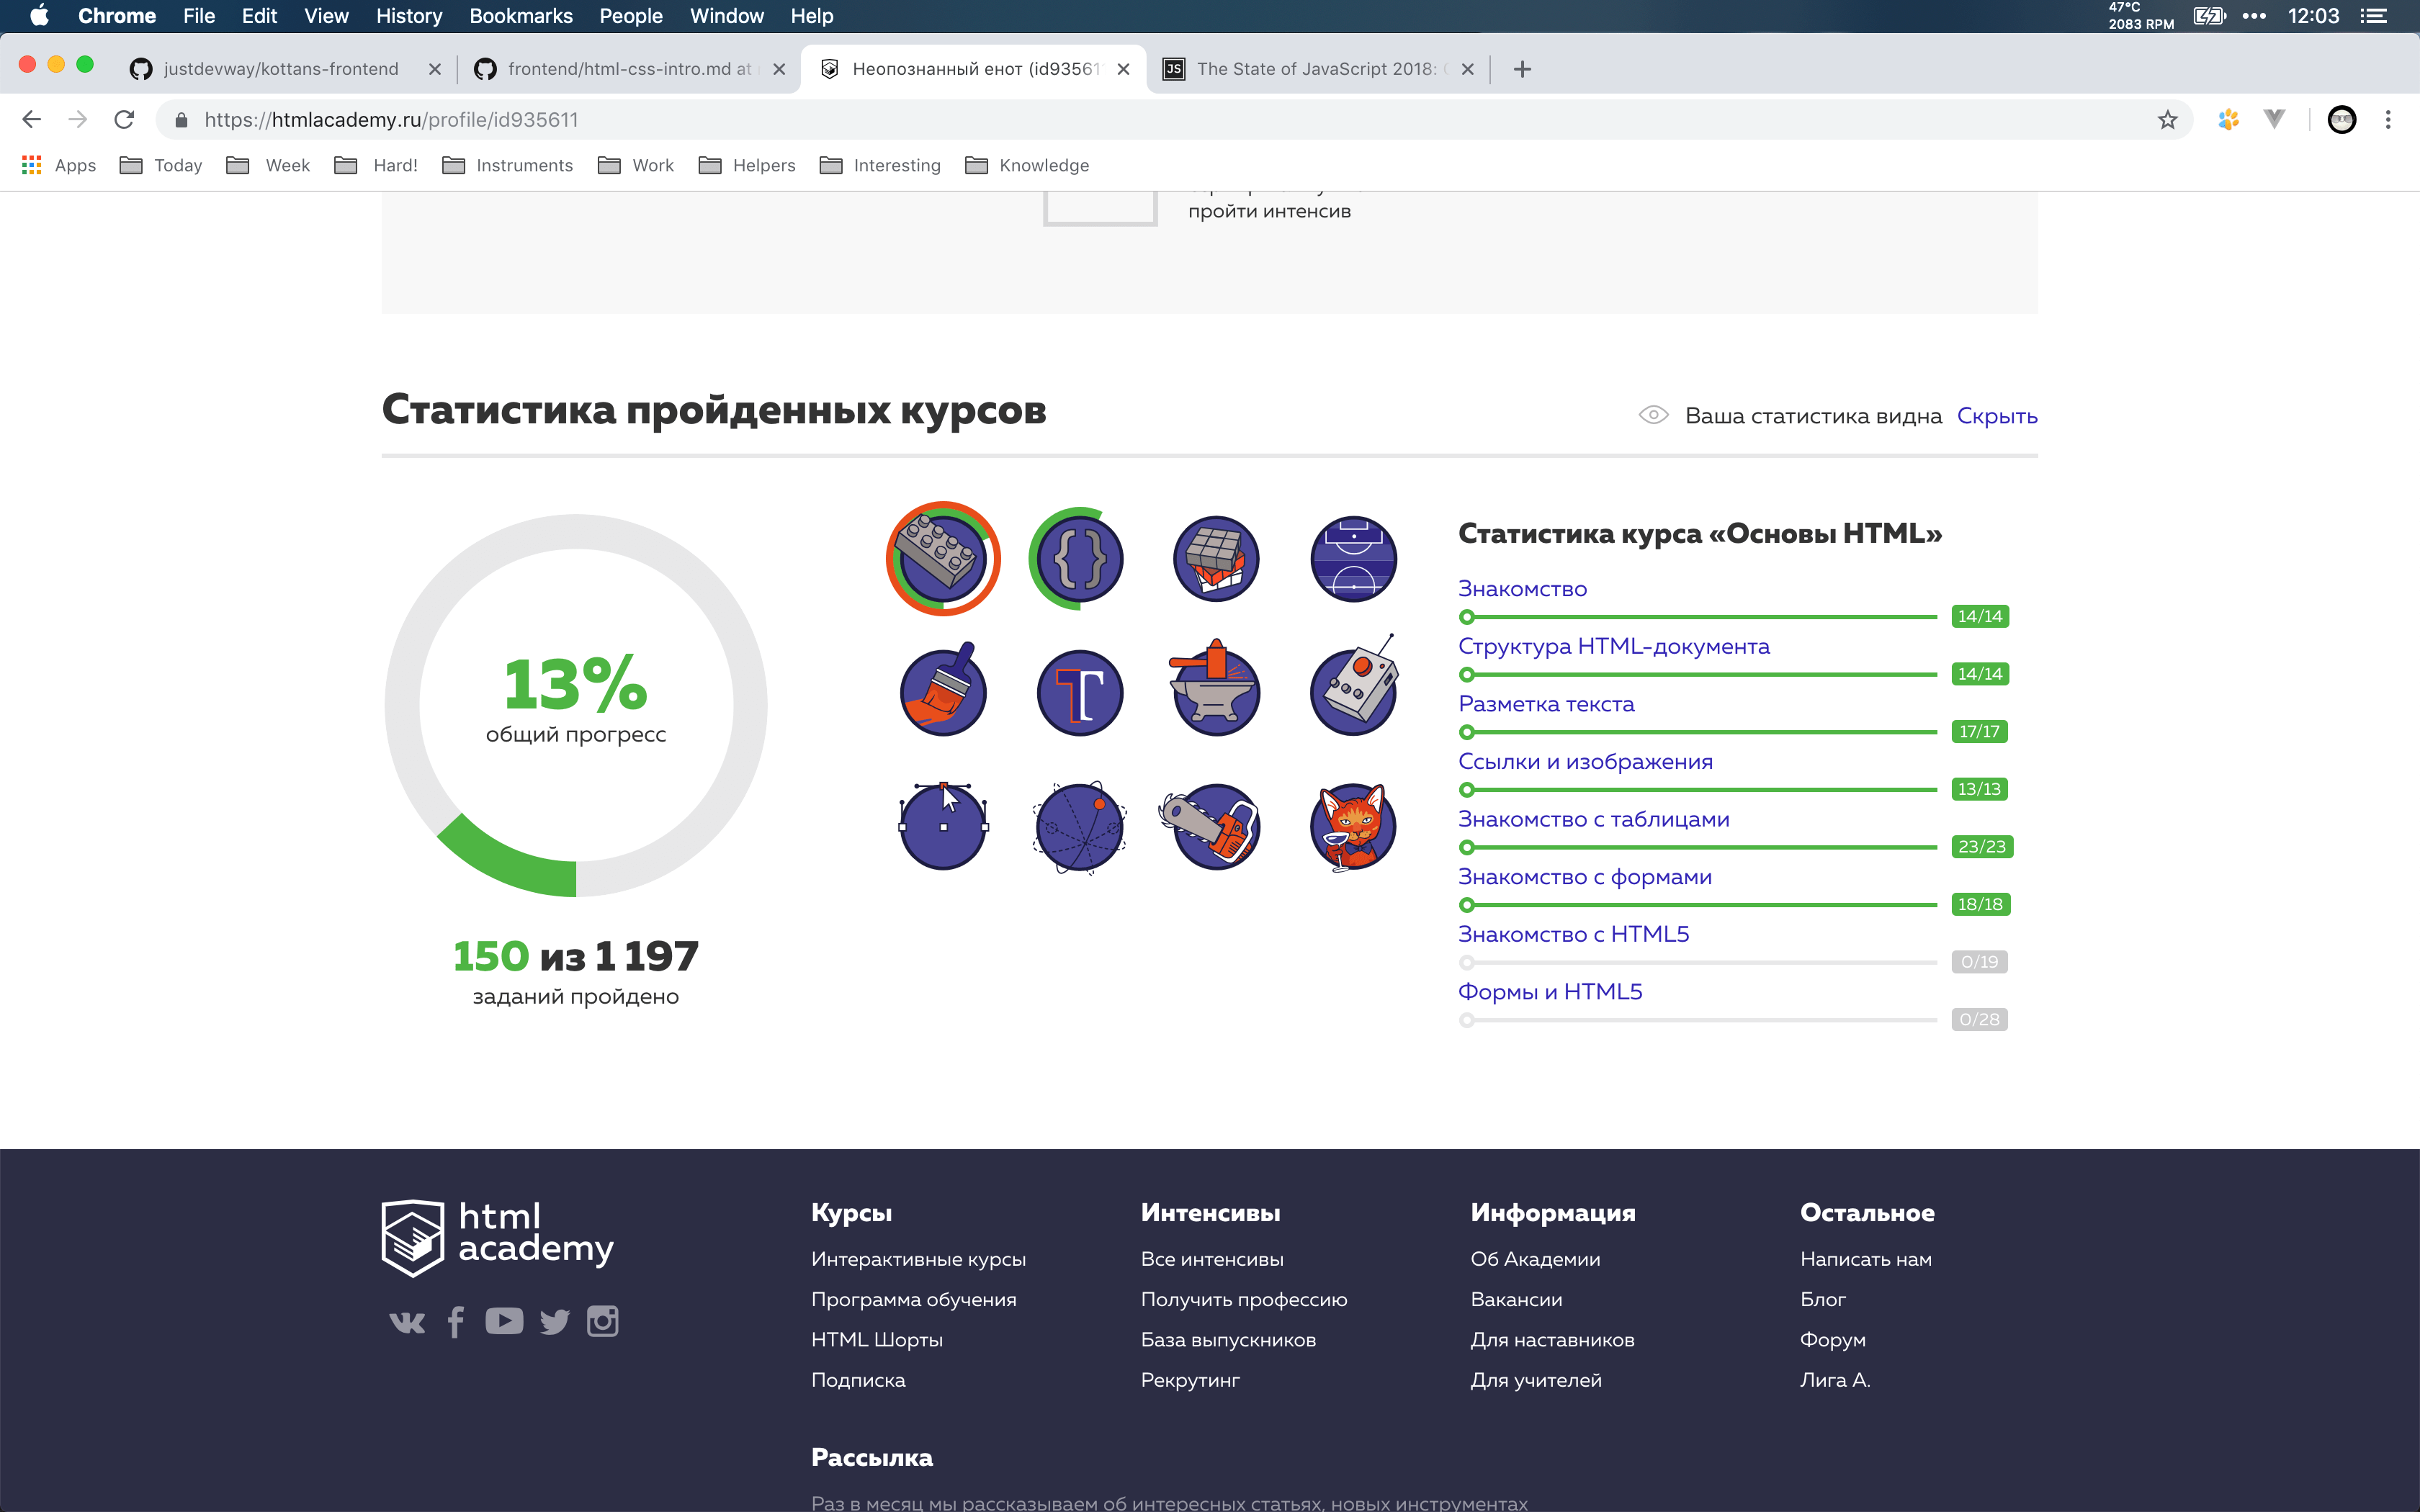 Chrome File Edit View History Bookmarks People Window Help
47°C
2083 RPM
12:03
justdevway/kottans-frontend
frontend/html-css-intro.md at
Неопознанный енот (id93561
JS The State of JavaScript 2018:
https://htmlacademy.ru/profile/id935611
Apps Today Week Hard! Instruments Work Helpers Interesting Knowledge
пройти интенсив
Статистика пройденных курсов
Ваша статистика видна Скрыть
13%
общий прогресс
150 из 1 197
заданий пройдено
Статистика курса «Основы HTML»
Знакомство
14/14
Структура HTML-документа
14/14
Разметка текста
17/17
Ссылки и изображения
13/13
Знакомство с таблицами
23/23
Знакомство с формами
18/18
Знакомство с HTML5
0/19
Формы и HTML5
0/28
html
academy
Курсы
Интерактивные курсы
Программа обучения
HTML Шорты
Подписка
Интенсивы
Все интенсивы
Получить профессию
База выпускников
Рекрутинг
Информация
Об Академии
Вакансии
Для наставников
Для учителей
Остальное
Написать нам
Блог
Форум
Лига А.
Рассылка
Раз в месяц мы рассказываем об интересных статьях, новых инструментах